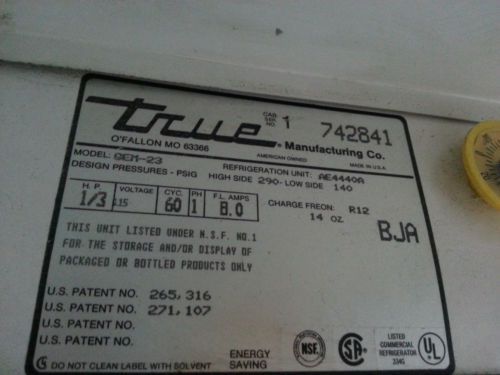 true
CAB. SER. NO. 1 742841
® Manufacturing Co.
O'FALLON MO 63366
AMERICAN OWNED MADE IN U.S.A.
MODEL: GEM-23 REFRIGERATION UNIT: AE4440A
DESIGN PRESSURES - PSIG HIGH SIDE 290 - LOW SIDE 140
H.P. VOLTAGE CYC. PH F.L. AMPS
1/3 115 60 1 8.0
CHARGE FREON: R12
14 OZ.
BJA
THIS UNIT LISTED UNDER N.S.F. NO.1
FOR THE STORAGE AND/OR DISPLAY OF
PACKAGED OR BOTTLED PRODUCTS ONLY
U.S. PATENT NO. 265,316
U.S. PATENT NO. 271,107
U.S. PATENT NO.
DO NOT CLEAN LABEL WITH SOLVENT
ENERGY
SAVING
NSF
SA
LISTED
COMMERCIAL
REFRIGERATOR
334G
UL